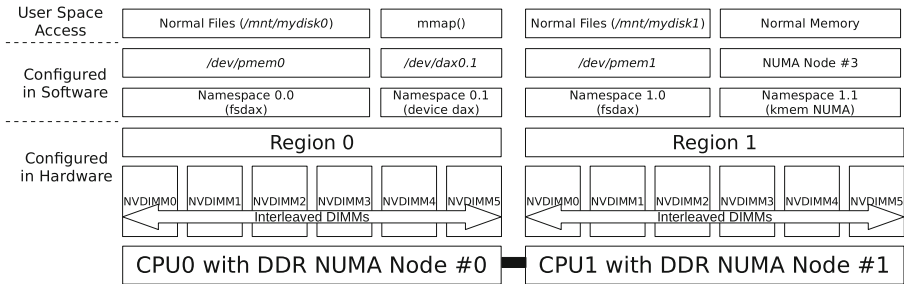 User Space Access
Normal Files (/mnt/mydisk0)
mmap()
Normal Files (/mnt/mydisk1)
Normal Memory
Configured in Software
/dev/pmem0
/dev/dax0.1
/dev/pmem1
NUMA Node #3
Namespace 0.0
(fsdax)
Namespace 0.1
(device dax)
Namespace 1.0
(fsdax)
Namespace 1.1
(kmem NUMA)
Configured in Hardware
Region 0
Region 1
NVDIMM0
NVDIMM1
NVDIMM2
NVDIMM3
NVDIMM4
NVDIMM5
Interleaved DIMMs
NVDIMM0
NVDIMM1
NVDIMM2
NVDIMM3
NVDIMM4
NVDIMM5
Interleaved DIMMs
CPU0 with DDR NUMA Node #0
CPU1 with DDR NUMA Node #1